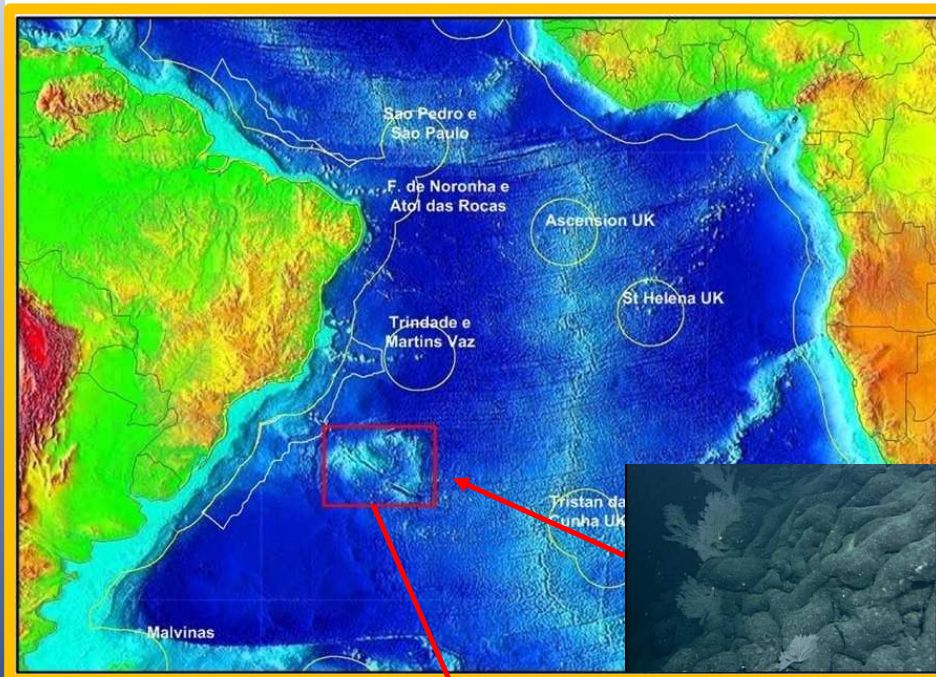 Sao Pedro e
Sao Paulo
F. de Noronha e
Atol das Rocas
Ascension UK
St Helena UK
Trindade e
Martins Vaz
Tristan da
Cunha UK
Malvinas